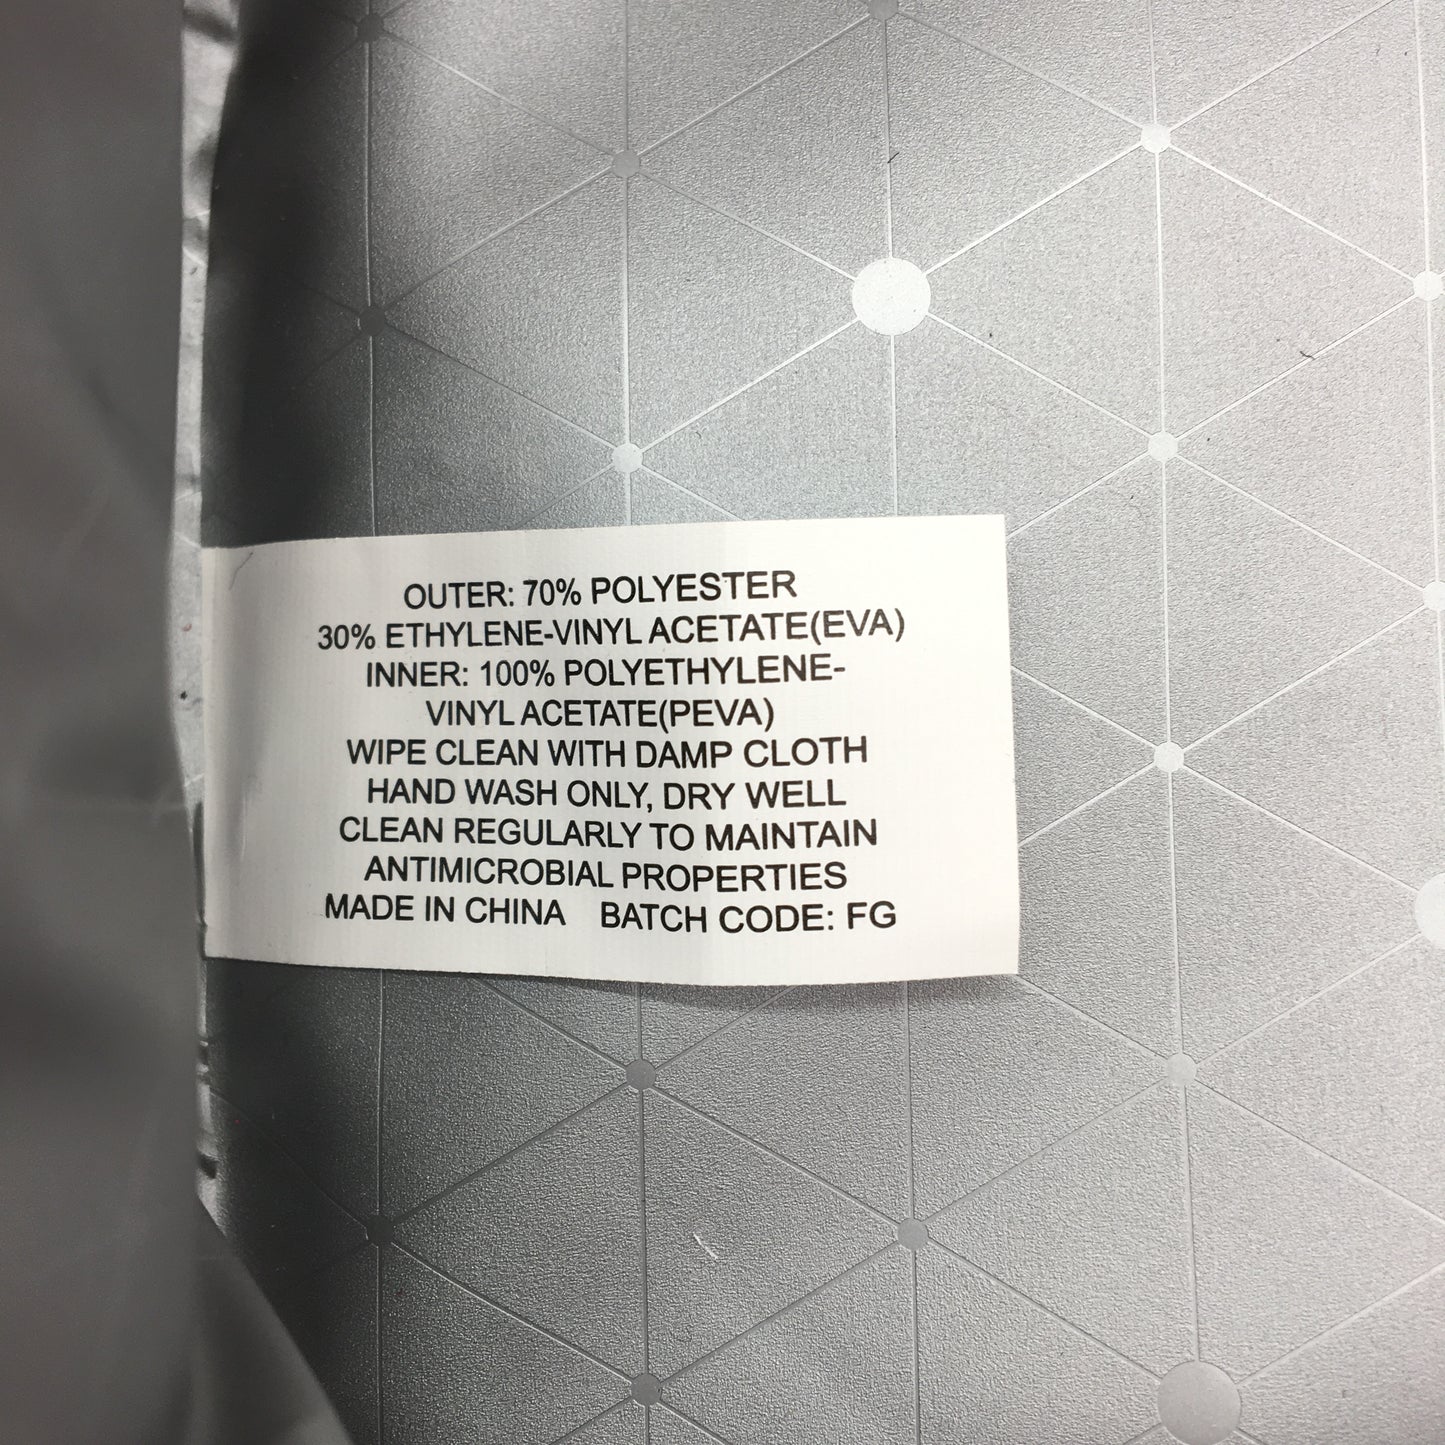 OUTER: 70% POLYESTER
30% ETHYLENE-VINYL ACETATE(EVA)
INNER: 100% POLYETHYLENE-
VINYL ACETATE(PEVA)
WIPE CLEAN WITH DAMP CLOTH
HAND WASH ONLY, DRY WELL
CLEAN REGULARLY TO MAINTAIN
ANTIMICROBIAL PROPERTIES
MADE IN CHINA BATCH CODE: FG